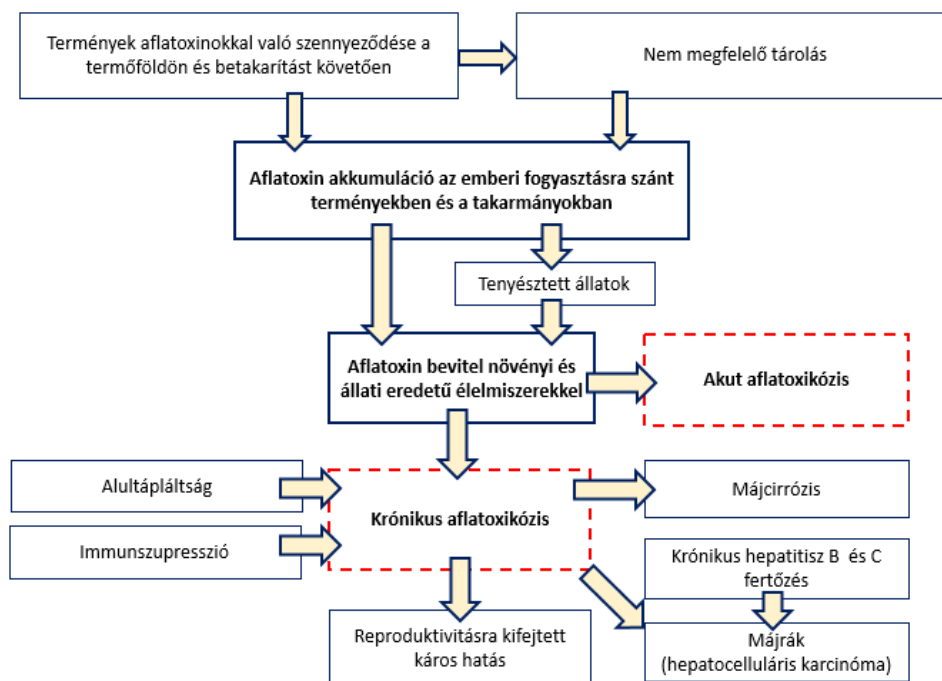 Termények aflatoxinokkal való szennyeződése a
termőföldön és betakarítást követően
Nem megfelelő tárolás
Aflatoxin akkumuláció az emberi fogyasztásra szánt
terményekben és a takarmányokban
Tenyésztett állatok
Aflatoxin bevitel növényi és
állati eredetű élelmiszerekkel
Akut aflatoxikózis
Alultápláltság
Krónikus aflatoxikózis
Májcirrózis
Immunszupresszió
Krónikus hepatitisz B és C
fertőzés
Reproduktivitásra kifejtett
káros hatás
Májrák
(hepatocelluláris karcinóma)